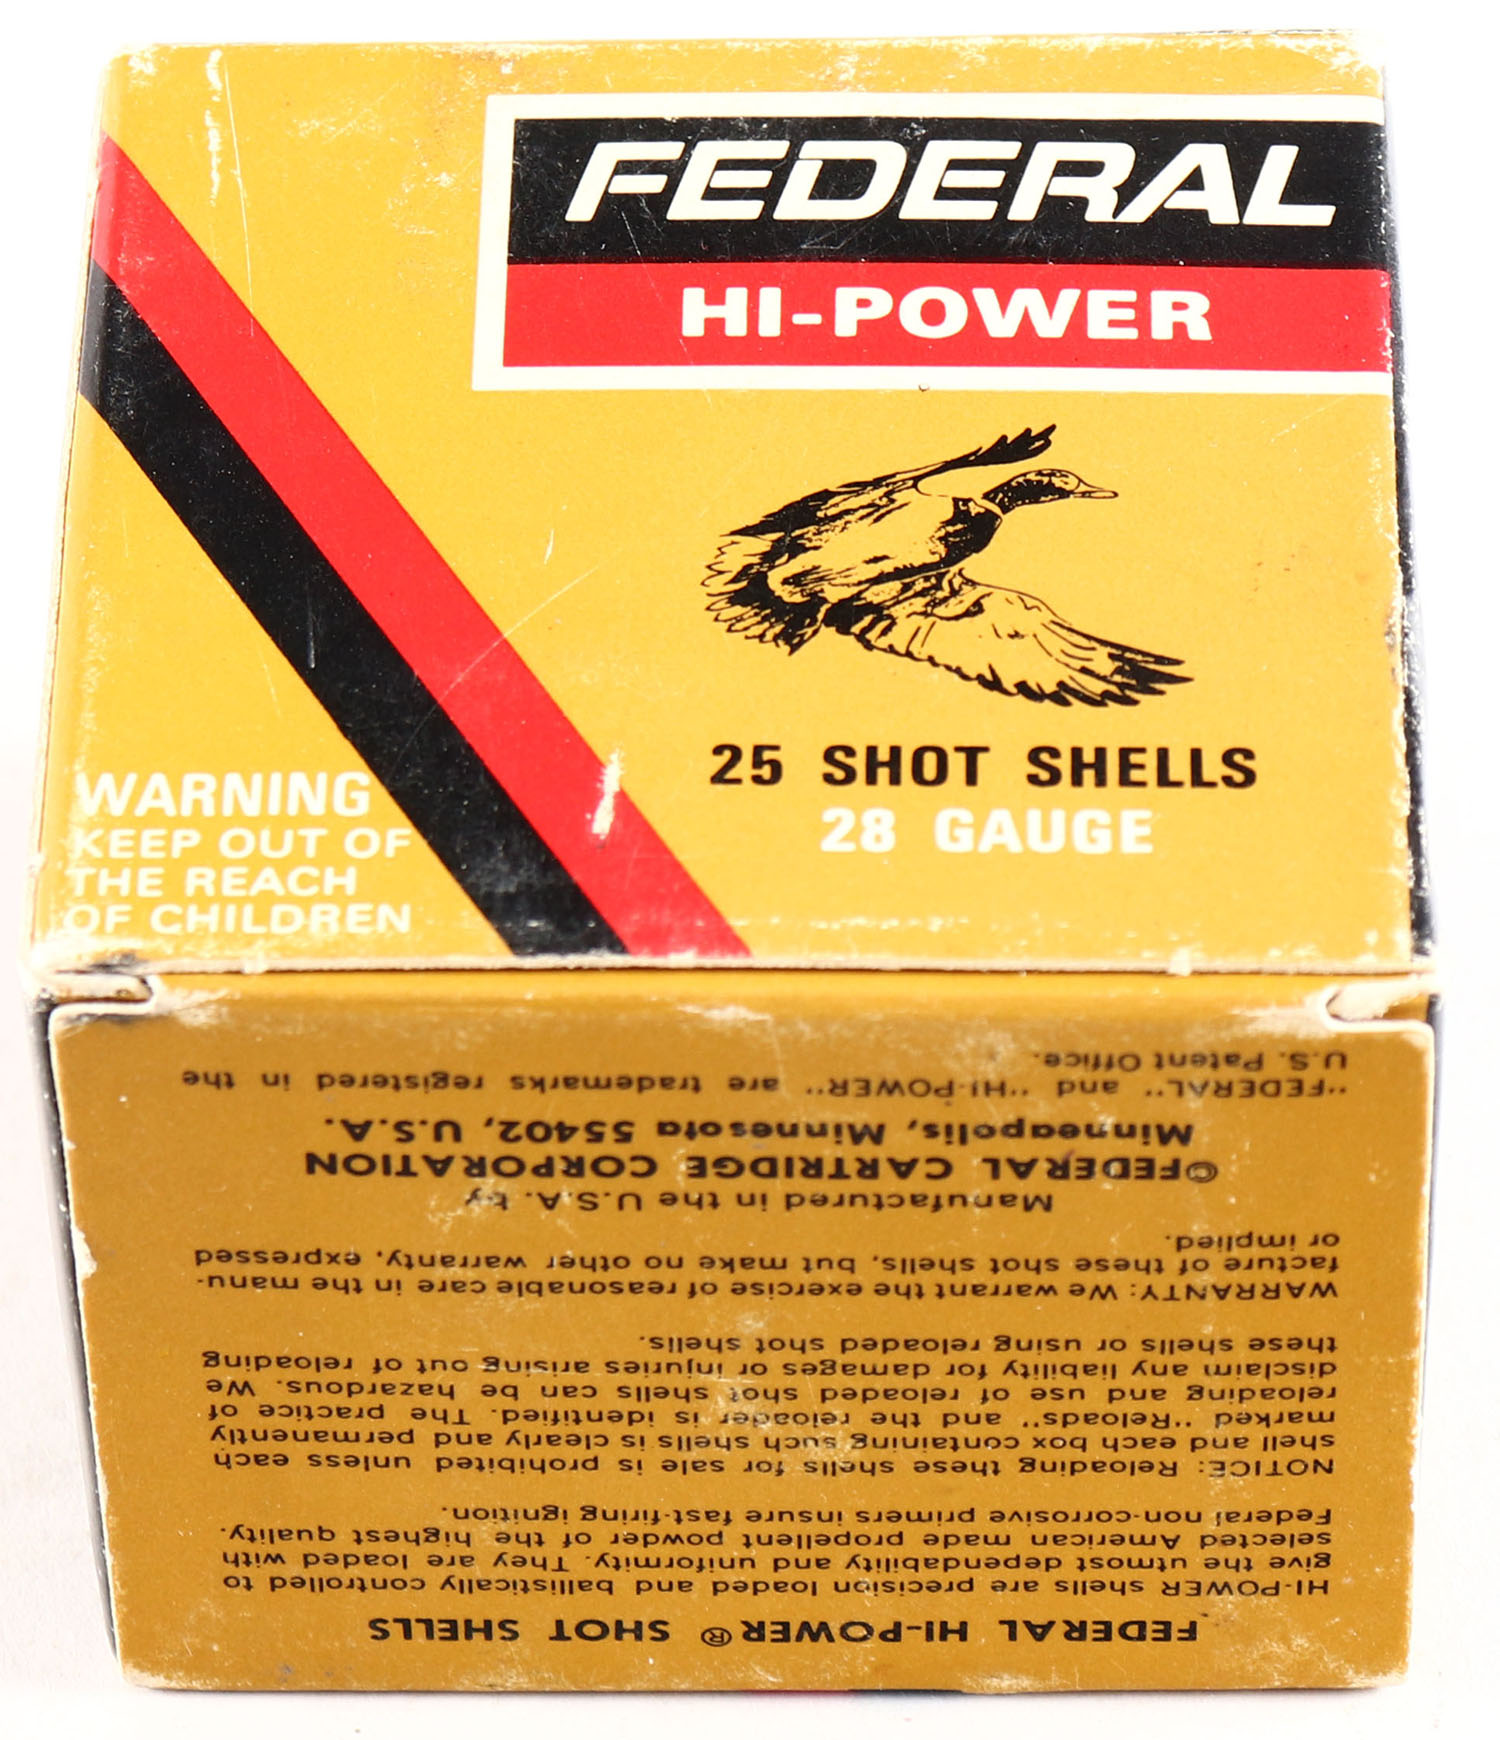 FEDERAL
HI-POWER
25 SHOT SHELLS
28 GAUGE
WARNING
KEEP OUT OF
THE REACH
OF CHILDREN
FEDERAL HI-POWER® SHOT SHELLS
HI-POWER shells are precision loaded and ballistically controlled to
give the utmost dependability and uniformity. They are loaded with
selected American made propellent powder of the highest quality.
Federal non-corrosive primers insure fast-firing ignition.
NOTICE: Reloading these shells for sale is prohibited unless each
shell and each box containing such shells is clearly and permanently
marked "Reloads" and the reloader is identified. The practice of
reloading and use of reloaded shot shells can be hazardous. We
disclaim any liability for damages or injuries arising out of reloading
these shells or using reloaded shot shells.
WARRANTY: We warrant the exercise of reasonable care in the manu-
facture of these shot shells, but make no other warranty, expressed
or implied.
Manufactured in the U.S.A. by
©FEDERAL CARTRIDGE CORPORATION
Minneapolis, Minnesota 55402, U.S.A.
"FEDERAL" and "HI-POWER" are trademarks registered in the
U.S. Patent Office.